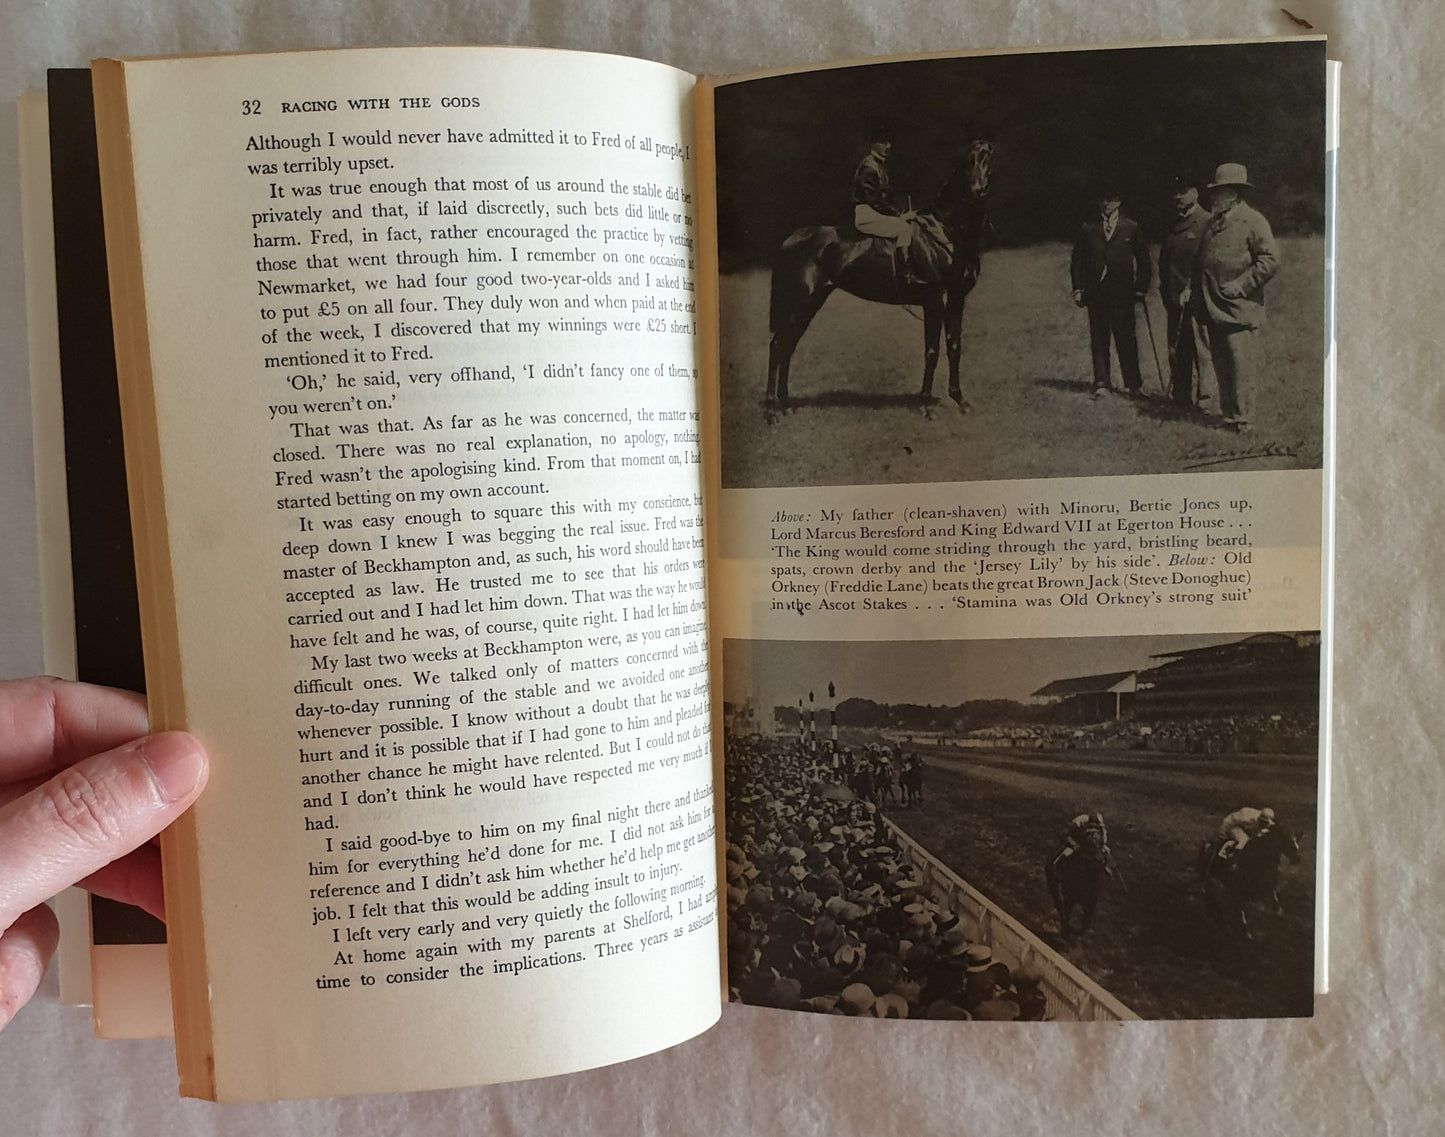 32 RACING WITH THE GODS
Although I would never have admitted it to Fred of all people, I
was terribly upset.
It was true enough that most of us around the stable did bet
privately and that, if laid discreetly, such bets did little or no
harm. Fred, in fact, rather encouraged the practice by vetting
those that went through him. I remember on one occasion at
Newmarket, we had four good two-year-olds and I asked him
to put £5 on all four. They duly won and when paid at the end
of the week, I discovered that my winnings were £25 short. I
mentioned it to Fred.
'Oh,' he said, very offhand, 'I didn't fancy one of them, so
you weren't on.'
That was that. As far as he was concerned, the matter was
closed. There was no real explanation, no apology, nothing.
Fred wasn't the apologising kind. From that moment on, I had
started betting on my own account.
It was easy enough to square this with my conscience, but
deep down I knew I was begging the real issue. Fred was the
master of Beckhampton and, as such, his word should have been
accepted as law. He trusted me to see that his orders were
carried out and I had let him down. That was the way he would
have felt and he was, of course, quite right. I had let him down.
My last two weeks at Beckhampton were, as you can imagine,
difficult ones. We talked only of matters concerned with the
day-to-day running of the stable and we avoided one another
whenever possible. I know without a doubt that he was deeply
hurt and it is possible that if I had gone to him and pleaded for
another chance he might have relented. But I could not do that
and I don't think he would have respected me very much if I
had.
I said good-bye to him on my final night there and thanked
him for everything he'd done for me. I did not ask him for a
reference and I didn't ask him whether he'd help me get another
job. I felt that this would be adding insult to injury.
I left very early and very quietly the following morning.
At home again with my parents at Shelford, I had ample
time to consider the implications. Three years as assistant
Above: My father (clean-shaven) with Minoru, Bertie Jones up,
Lord Marcus Beresford and King Edward VII at Egerton House . . .
'The King would come striding through the yard, bristling beard,
spats, crown derby and the 'Jersey Lily' by his side'. Below: Old
Orkney (Freddie Lane) beats the great Brown Jack (Steve Donoghue)
in the Ascot Stakes . . . 'Stamina was Old Orkney's strong suit'